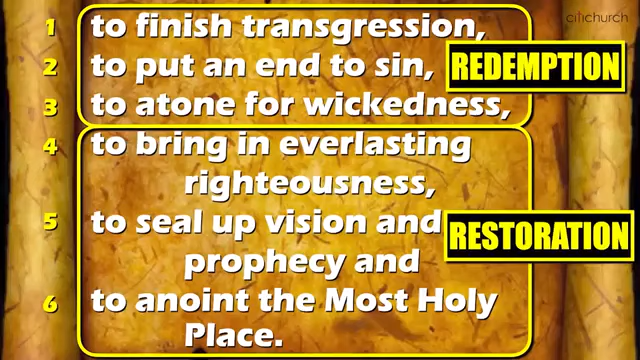 citichurch
1 to finish transgression,
2 to put an end to sin,
REDEMPTION
3 to atone for wickedness,
4 to bring in everlasting
righteousness,
5 to seal up vision and
RESTORATION
prophecy and
6 to anoint the Most Holy
Place.